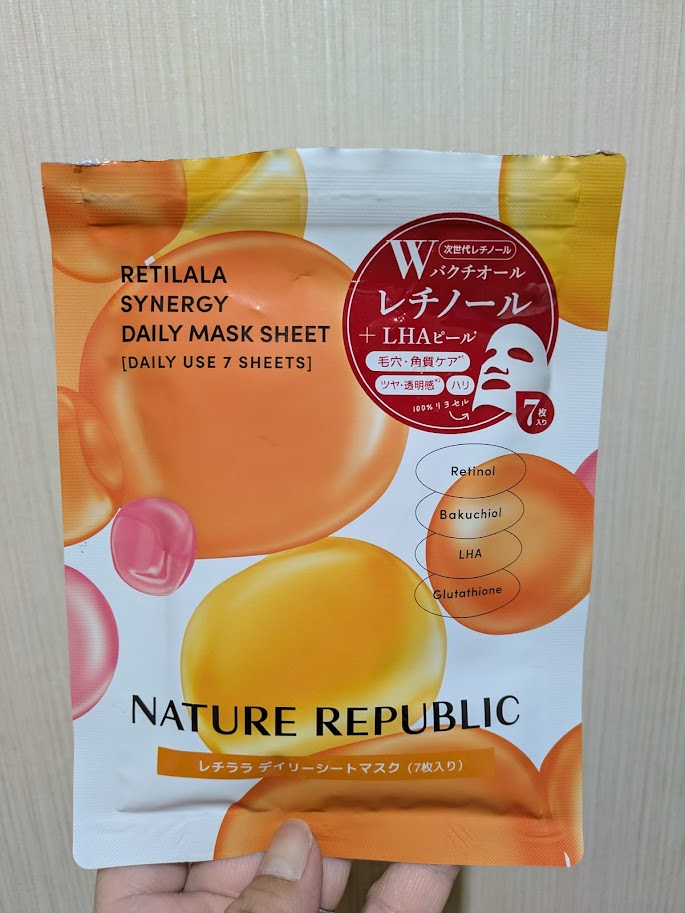 RETILALA
SYNERGY
DAILY MASK SHEET
[DAILY USE 7 SHEETS]
W 次世代レチノール
バクチオール
レチノール
+ LHAピール*
毛穴・角質ケア*1
ツヤ・透明感*2 ハリ
100% リヨセル
7枚入り
Retinol
Bakuchiol
LHA
Glutathione
NATURE REPUBLIC
レチララ デイリーシートマスク (7枚入り)